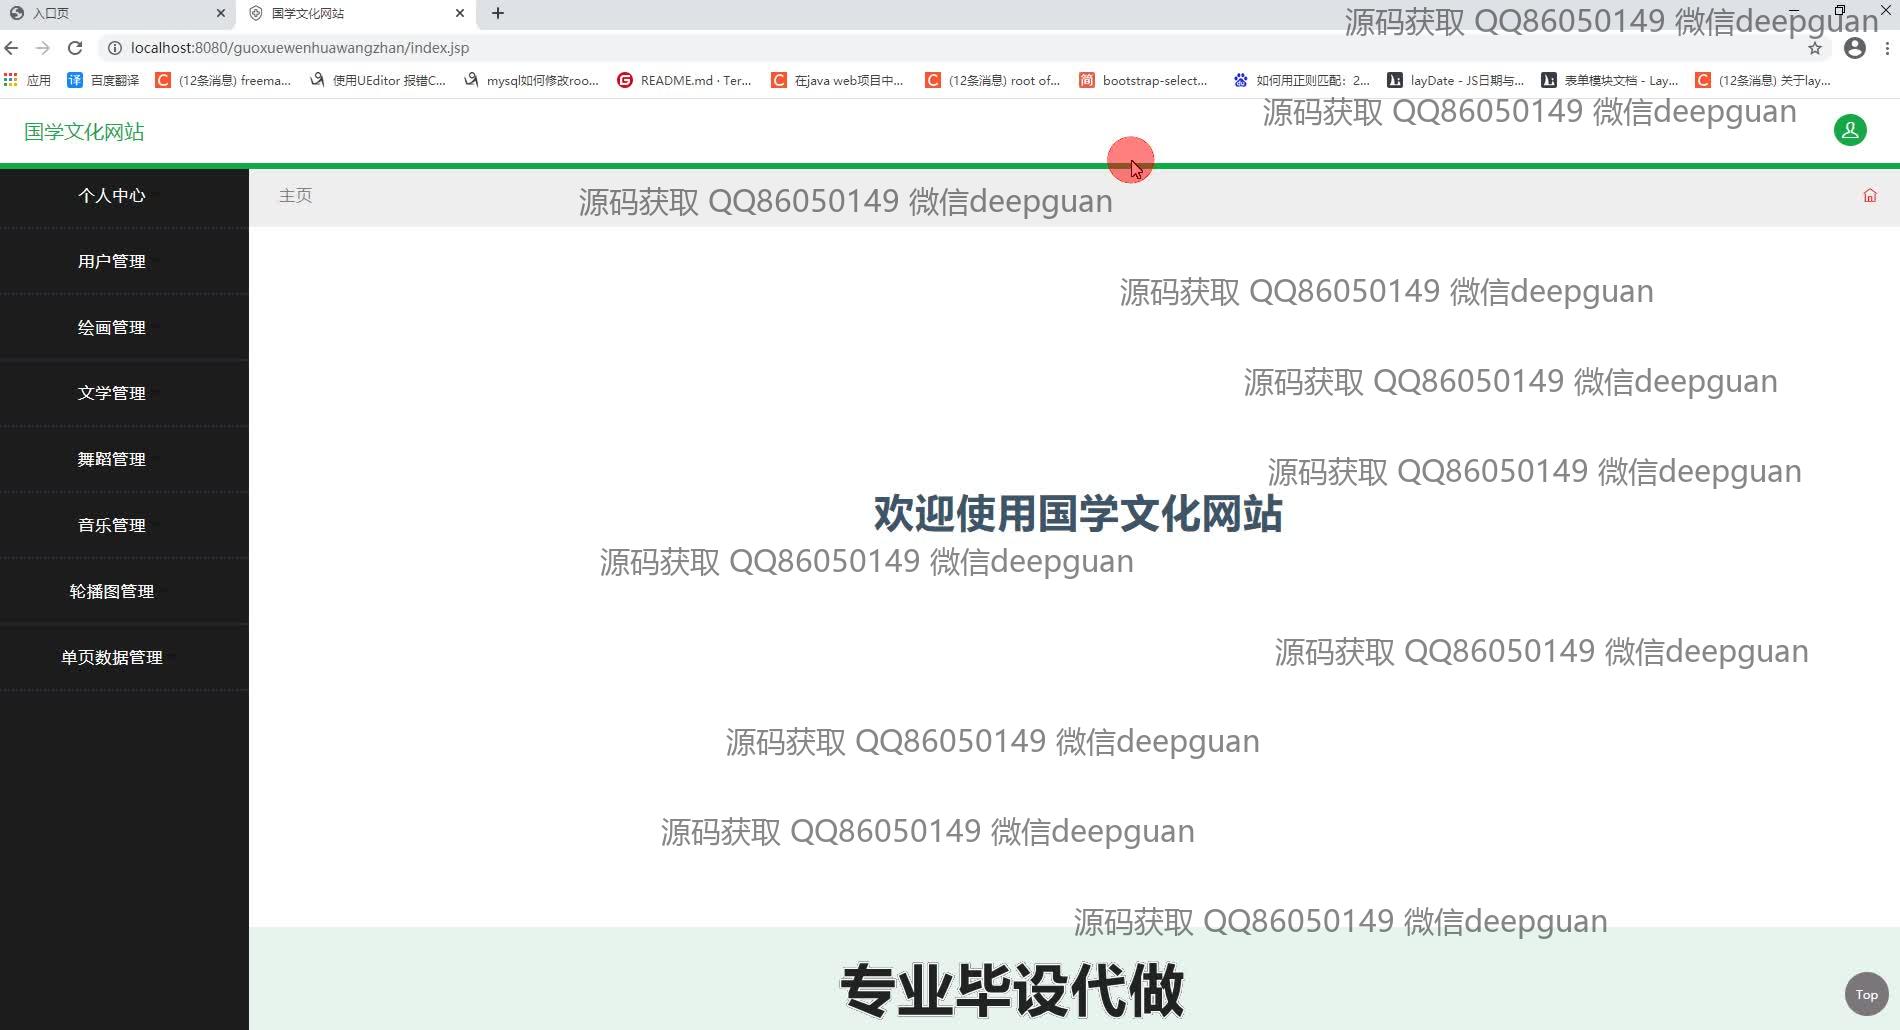 入口页
国学文化网站
源码获取 QQ86050149 微信deepguan
localhost:8080/guoxuewenhuawangzhan/index.jsp
应用
百度翻译
(12条消息) freema...
使用UEditor 报错C...
mysql如何修改roo...
README.md · Ter...
在java web项目中...
(12条消息) root of...
bootstrap-select...
如何用正则匹配：2...
layDate - JS日期与...
表单模块文档 - Lay...
(12条消息) 关于lay...
源码获取 QQ86050149 微信deepguan
国学文化网站
个人中心
主页
源码获取 QQ86050149 微信deepguan
用户管理
源码获取 QQ86050149 微信deepguan
绘画管理
文学管理
源码获取 QQ86050149 微信deepguan
舞蹈管理
源码获取 QQ86050149 微信deepguan
欢迎使用国学文化网站
音乐管理
源码获取 QQ86050149 微信deepguan
轮播图管理
单页数据管理
源码获取 QQ86050149 微信deepguan
源码获取 QQ86050149 微信deepguan
源码获取 QQ86050149 微信deepguan
源码获取 QQ86050149 微信deepguan
专业毕设代做
Top